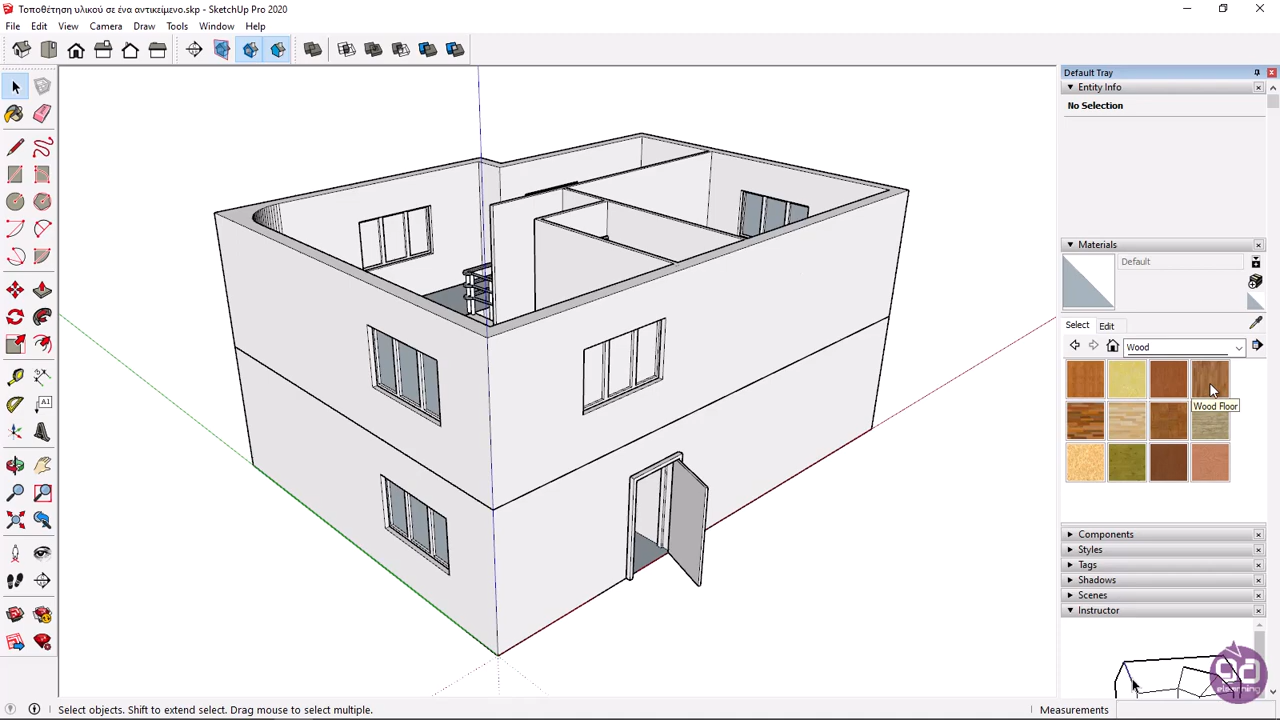 Τοποθέτηση υλικού σε ένα αντικείμενο.skp - SketchUp Pro 2020
File Edit View Camera Draw Tools Window Help
Default Tray
Entity Info
No Selection
Materials
Default
Select Edit
Wood
Wood Floor
A1
Components
Styles
Tags
Shadows
Scenes
Instructor
elearning
Select objects. Shift to extend select. Drag mouse to select multiple.
Measurements